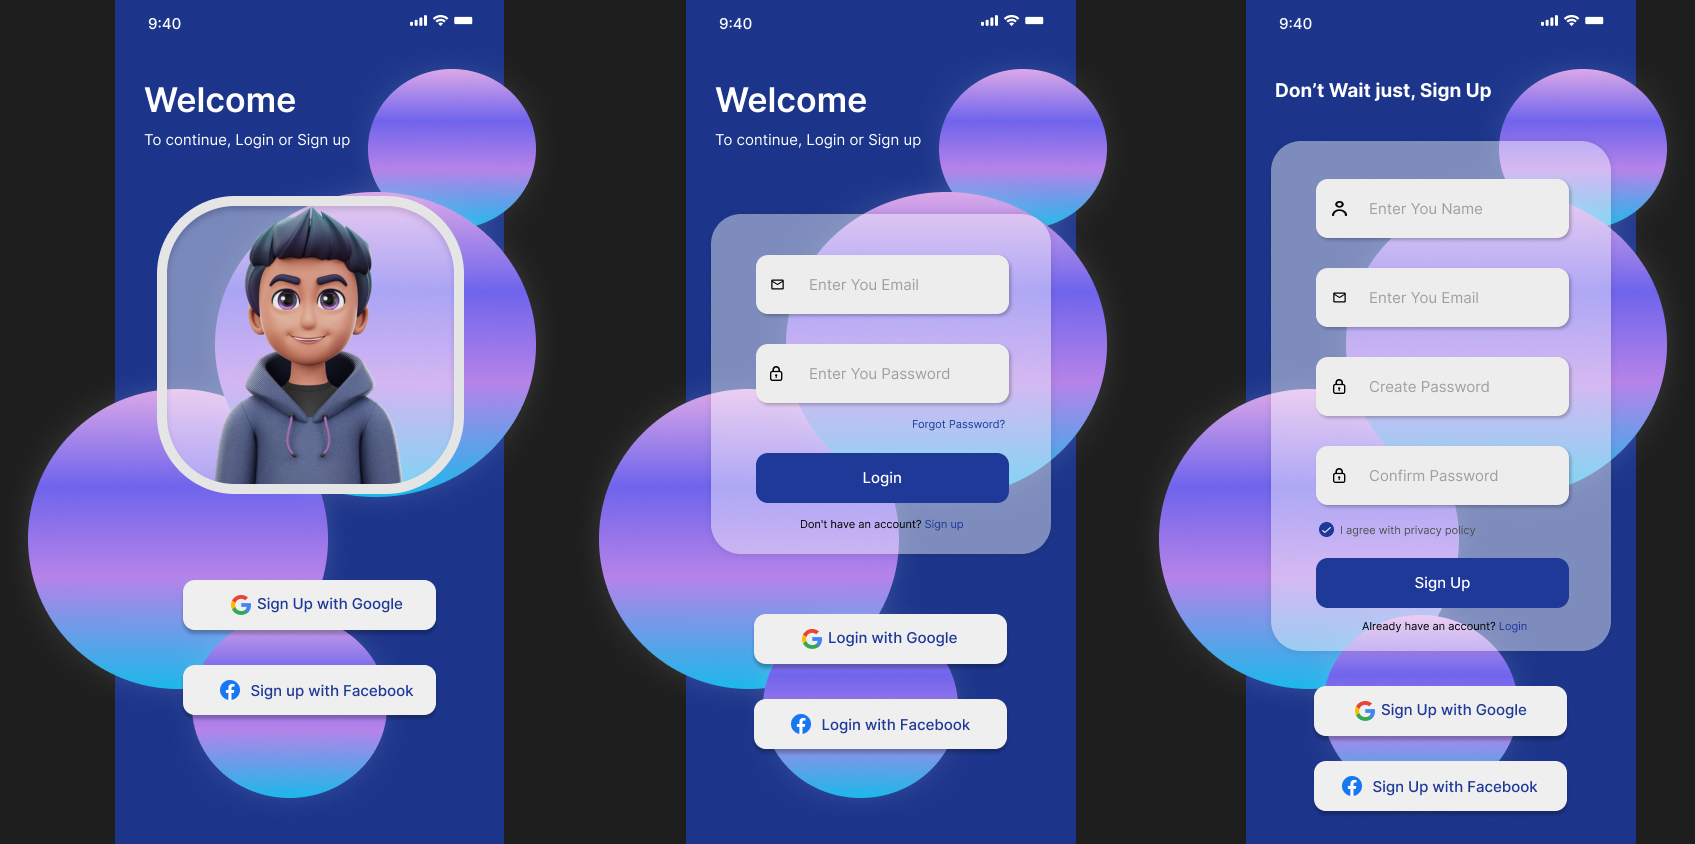 9:40
Welcome
To continue, Login or Sign up
Sign Up with Google
Sign up with Facebook
9:40
Welcome
To continue, Login or Sign up
Enter You Email
Enter You Password
Forgot Password?
Login
Don't have an account? Sign up
Login with Google
Login with Facebook
9:40
Don’t Wait just, Sign Up
Enter You Name
Enter You Email
Create Password
Confirm Password
I agree with privacy policy
Sign Up
Already have an account? Login
Sign Up with Google
Sign Up with Facebook